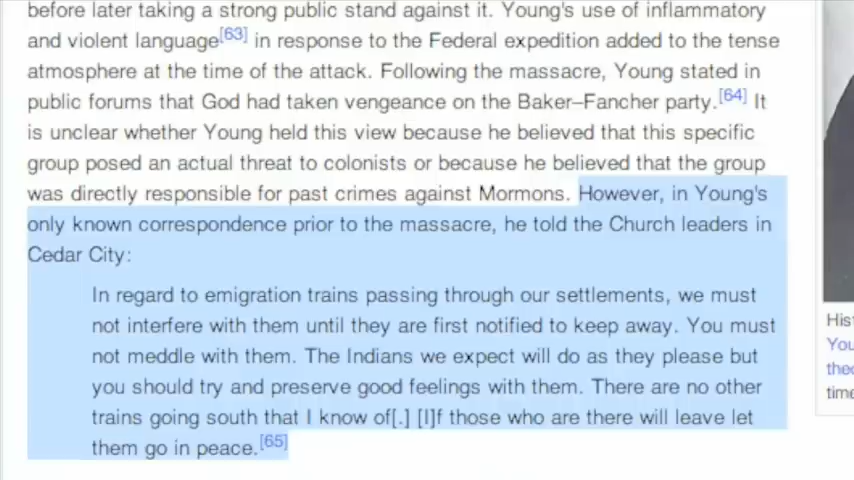 before later taking a strong public stand against it. Young's use of inflammatory
and violent language[63] in response to the Federal expedition added to the tense
atmosphere at the time of the attack. Following the massacre, Young stated in
public forums that God had taken vengeance on the Baker–Fancher party.[64] It
is unclear whether Young held this view because he believed that this specific
group posed an actual threat to colonists or because he believed that the group
was directly responsible for past crimes against Mormons. However, in Young's
only known correspondence prior to the massacre, he told the Church leaders in
Cedar City:
In regard to emigration trains passing through our settlements, we must
not interfere with them until they are first notified to keep away. You must
not meddle with them. The Indians we expect will do as they please but
you should try and preserve good feelings with them. There are no other
trains going south that I know of[.] [I]f those who are there will leave let
them go in peace.[65]
His
You
theo
time